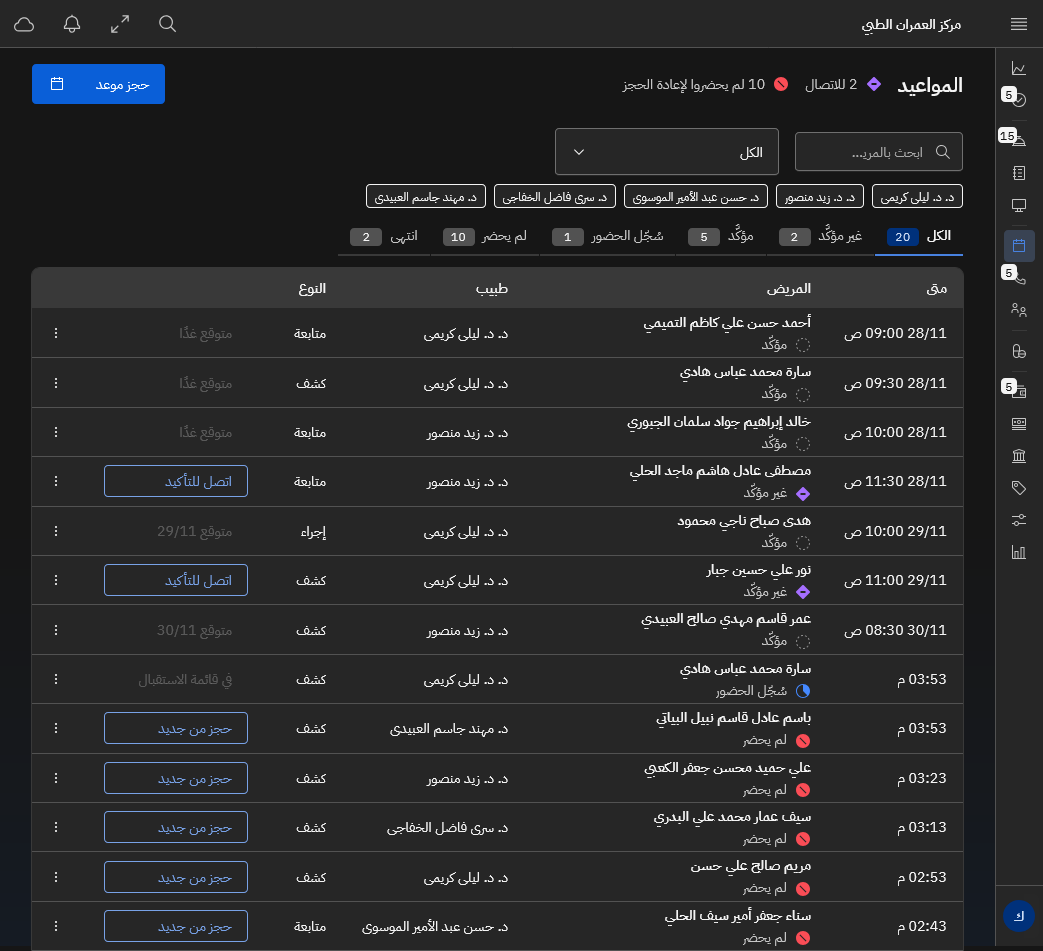 مركز العمران الطبي
المواعيد
2 للاتصال
10 لم يحضروا لإعادة الحجز
حجز موعد
5
15
5
5
ك
ابحث بالمريـ...
الكل
د. د. ليلى كريمي
د. د. زيد منصور
د. حسن عبد الأمير الموسوي
د. سرى فاضل الخفاجي
د. مهند جاسم العبيدي
الكل 20
غير مؤكَّد 2
مؤكَّد 5
سُجّل الحضور 1
لم يحضر 10
انتهى 2
متى المريض طبيب النوع
28/11 09:00 ص أحمد حسن علي كاظم التميمي د. د. ليلى كريمي متابعة متوقع غدًا
مؤكّد
28/11 09:30 ص سارة محمد عباس هادي د. د. ليلى كريمي كشف متوقع غدًا
مؤكّد
28/11 10:00 ص خالد إبراهيم جواد سلمان الجبوري د. د. زيد منصور متابعة متوقع غدًا
مؤكّد
28/11 11:30 ص مصطفى عادل هاشم ماجد الحلي د. د. زيد منصور متابعة اتصل للتأكيد
غير مؤكّد
29/11 10:00 ص هدى صباح ناجي محمود د. د. ليلى كريمي إجراء متوقع 29/11
مؤكّد
29/11 11:00 ص نور علي حسين جبار د. د. ليلى كريمي كشف اتصل للتأكيد
غير مؤكّد
30/11 08:30 ص عمر قاسم مهدي صالح العبيدي د. د. زيد منصور كشف متوقع 30/11
مؤكّد
03:53 م سارة محمد عباس هادي د. د. ليلى كريمي كشف في قائمة الاستقبال
سُجّل الحضور
03:53 م باسم عادل قاسم نبيل البياتي د. مهند جاسم العبيدي كشف حجز من جديد
لم يحضر
03:23 م علي حميد محسن جعفر الكعبي د. د. زيد منصور كشف حجز من جديد
لم يحضر
03:13 م سيف عمار محمد علي البدري د. سرى فاضل الخفاجي كشف حجز من جديد
لم يحضر
02:53 م مريم صالح علي حسن د. د. ليلى كريمي كشف حجز من جديد
لم يحضر
02:43 م سناء جعفر أمير سيف الحلي د. حسن عبد الأمير الموسوي متابعة حجز من جديد
لم يحضر